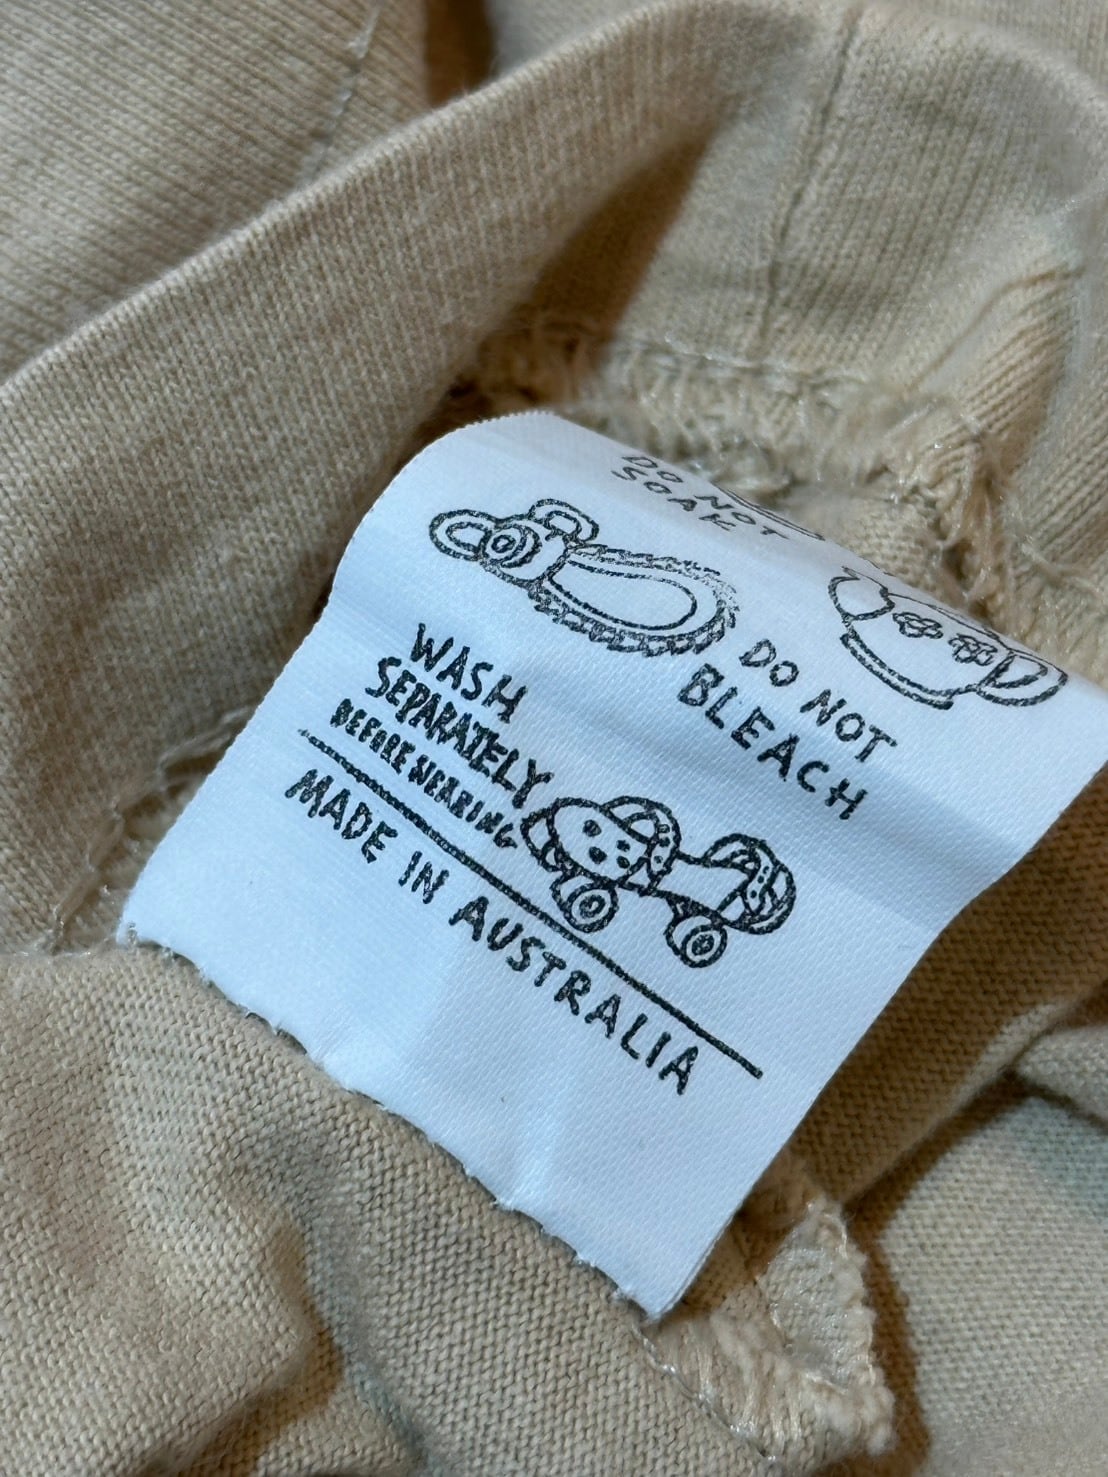 DO NOT
SOAK
DO NOT
BLEACH
WASH
SEPARATELY
BEFORE WEARING
MADE IN AUSTRALIA